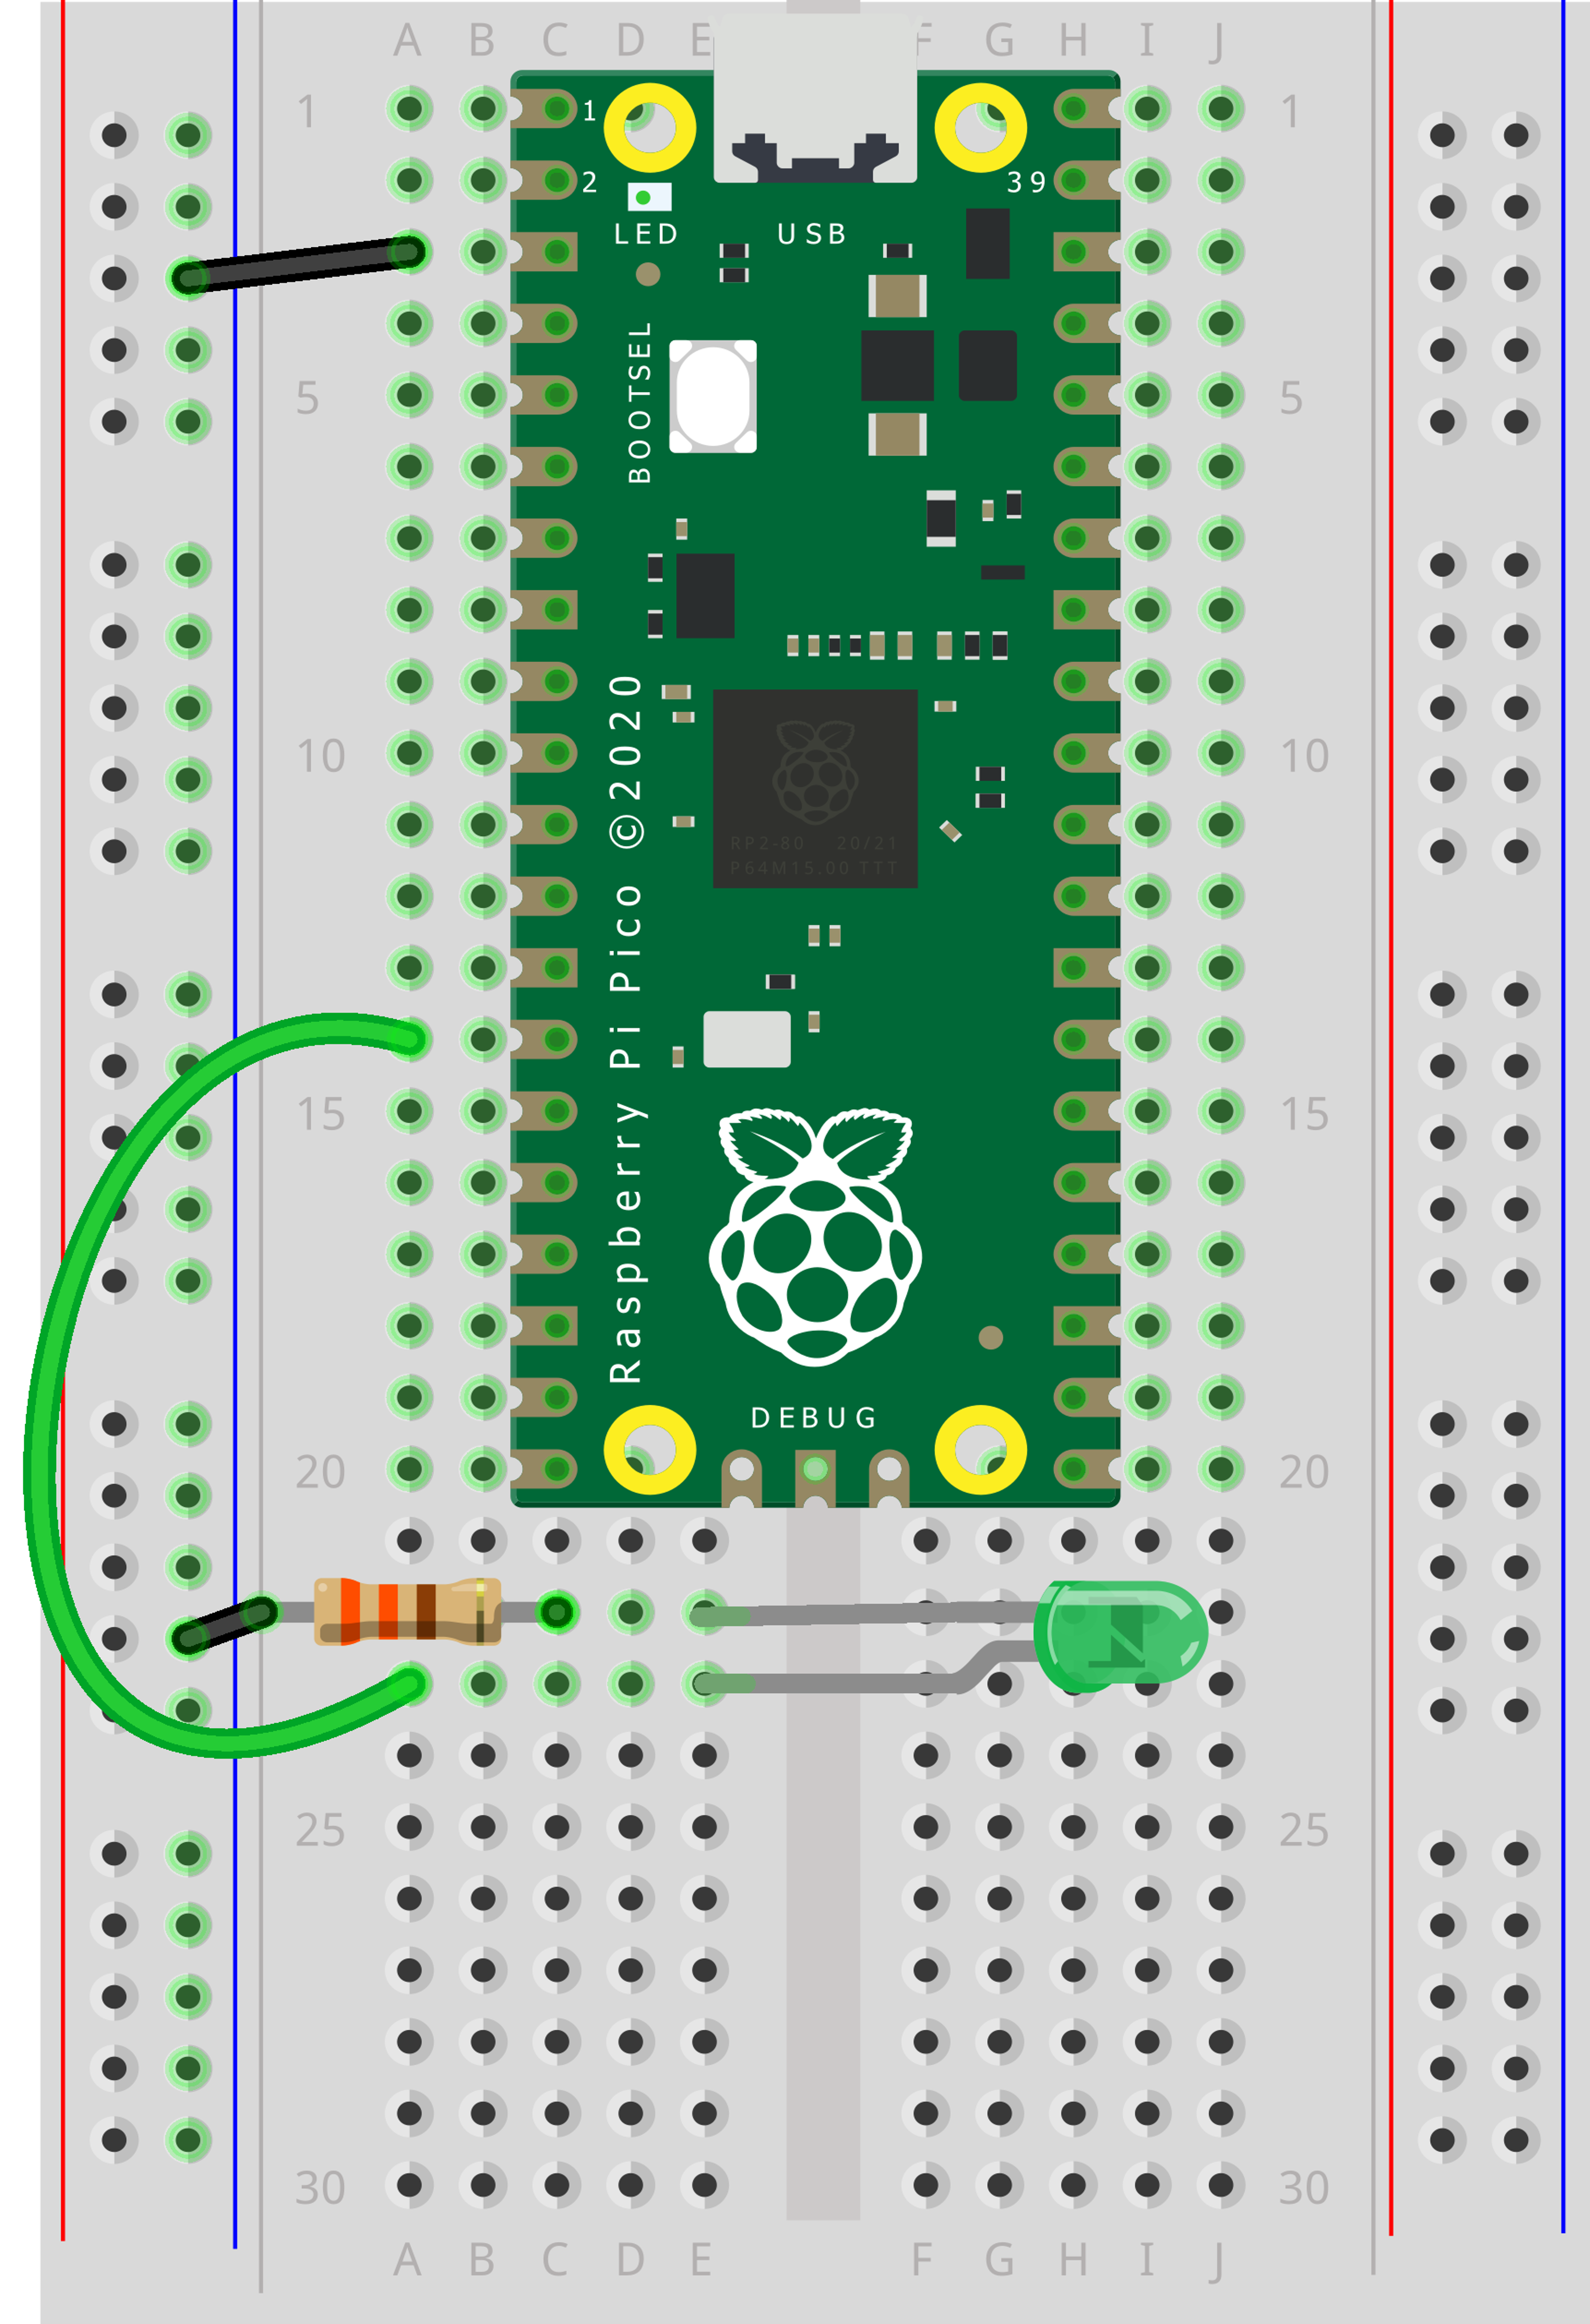 A B C D E F G H I J
1 1
1
2 39
LED USB
BOOTSEL
5 5
10 10
Raspberry Pi Pico ©2020
RP2-80 20/21
P64M15.00 TTT
15 15
DEBUG
20 20
25 25
30 30
A B C D E F G H I J